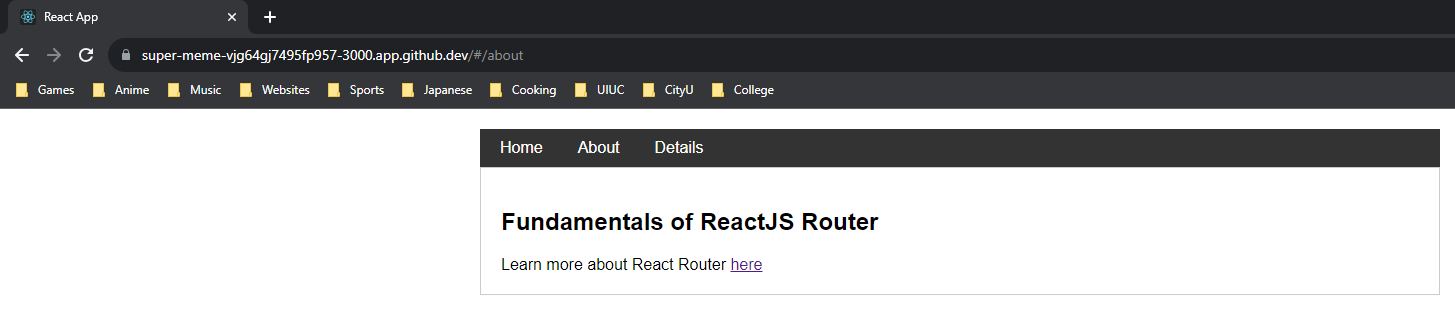 React App
super-meme-vjg64gj7495fp957-3000.app.github.dev/#/about
Games Anime Music Websites Sports Japanese Cooking UIUC CityU College
Home About Details
Fundamentals of ReactJS Router
Learn more about React Router here